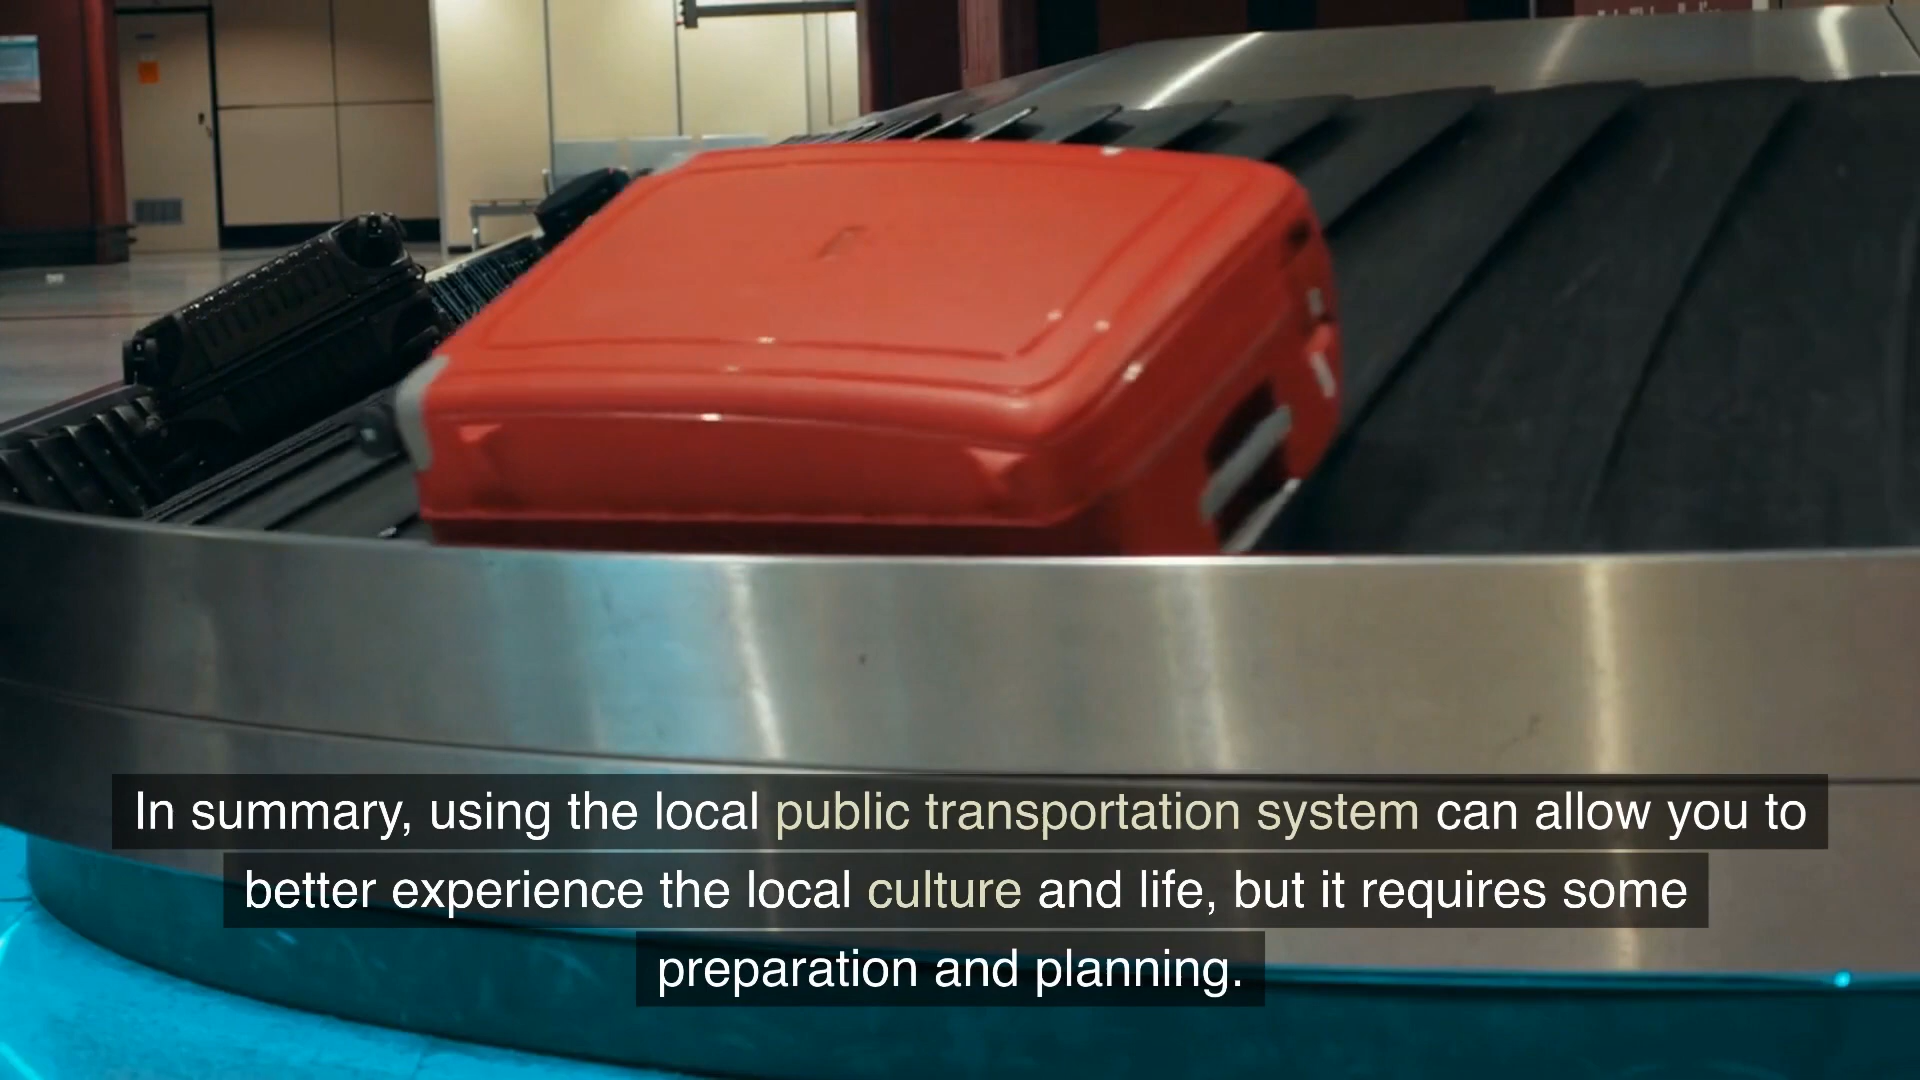 In summary, using the local public transportation system can allow you to
better experience the local culture and life, but it requires some
preparation and planning.